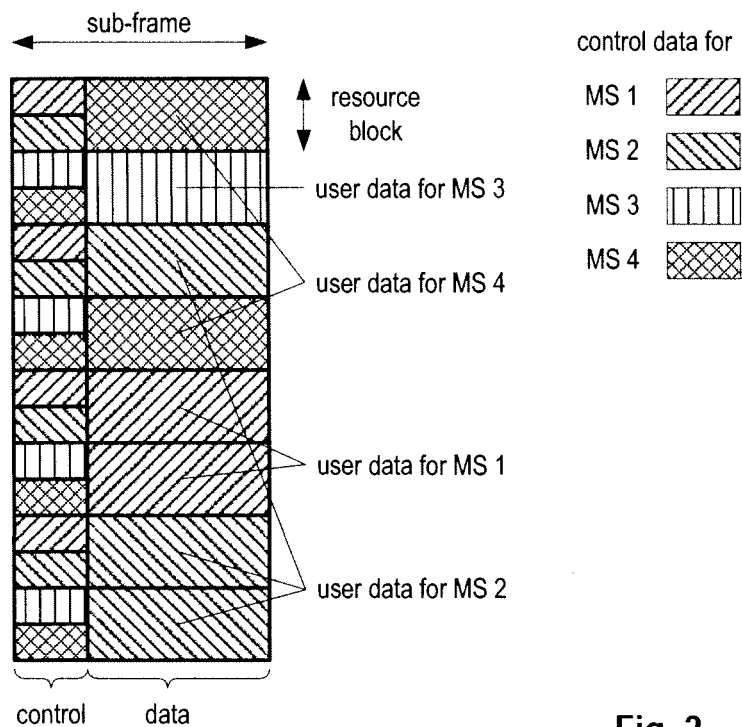 sub-frame
control data for
resource
block
MS 1
MS 2
user data for MS 3
MS 3
MS 4
user data for MS 4
user data for MS 1
user data for MS 2
control
data
Fig. 2